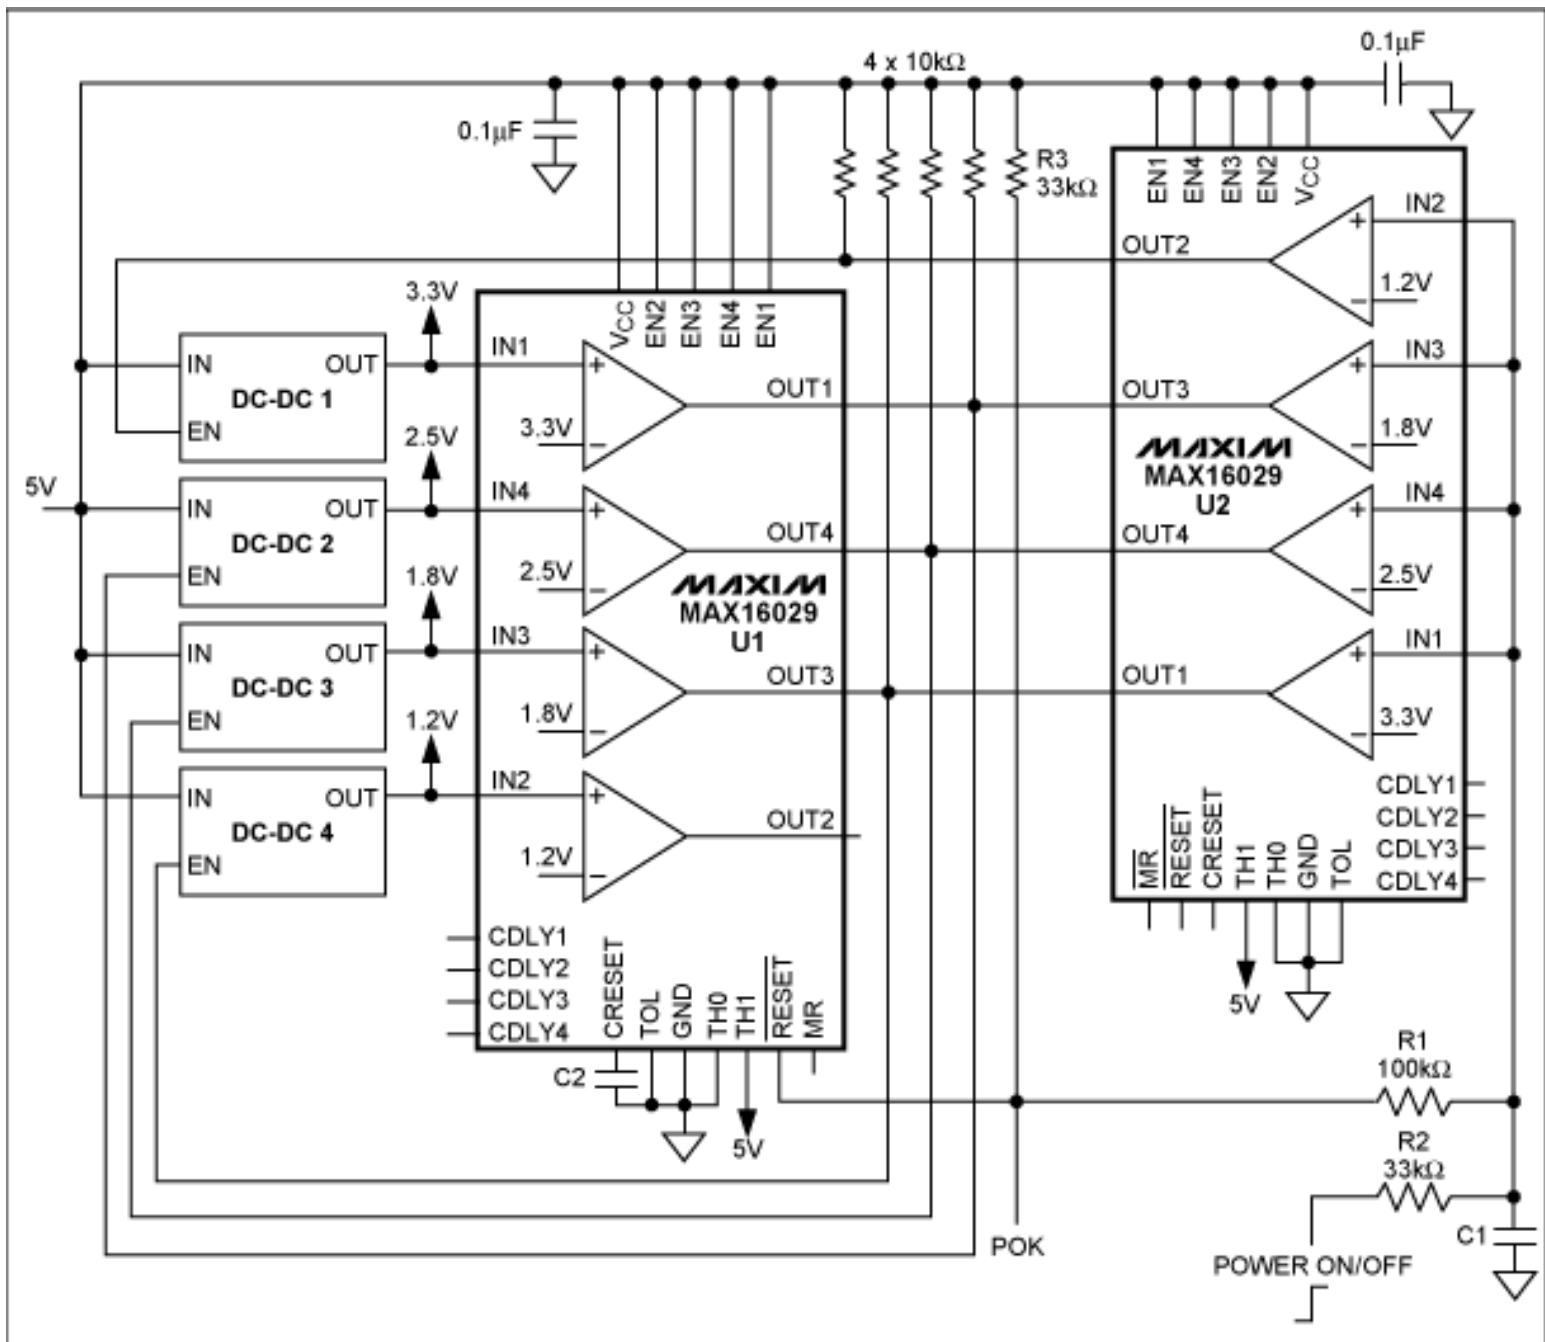 0.1µF
4 x 10kΩ
0.1µF
R3
33kΩ
EN1
EN4
EN3
EN2
VCC
IN2
OUT2
1.2V
3.3V
VCC
EN2
EN3
EN4
EN1
IN
OUT
DC-DC 1
EN
IN1
3.3V
OUT1
OUT3
IN3
1.8V
2.5V
5V
IN
OUT
DC-DC 2
EN
IN4
2.5V
OUT4
MAXIM
MAX16029
U1
MAXIM
MAX16029
U2
OUT4
IN4
2.5V
1.8V
IN
OUT
DC-DC 3
EN
IN3
1.8V
OUT3
OUT1
IN1
3.3V
1.2V
IN
OUT
DC-DC 4
EN
IN2
1.2V
OUT2
CDLY1
CDLY2
CDLY3
CDLY4
MR
RESET
CRESET
TH1
TH0
GND
TOL
5V
CDLY1
CDLY2
CDLY3
CDLY4
CRESET
TOL
GND
TH0
TH1
RESET
MR
C2
5V
R1
100kΩ
R2
33kΩ
C1
POK
POWER ON/OFF